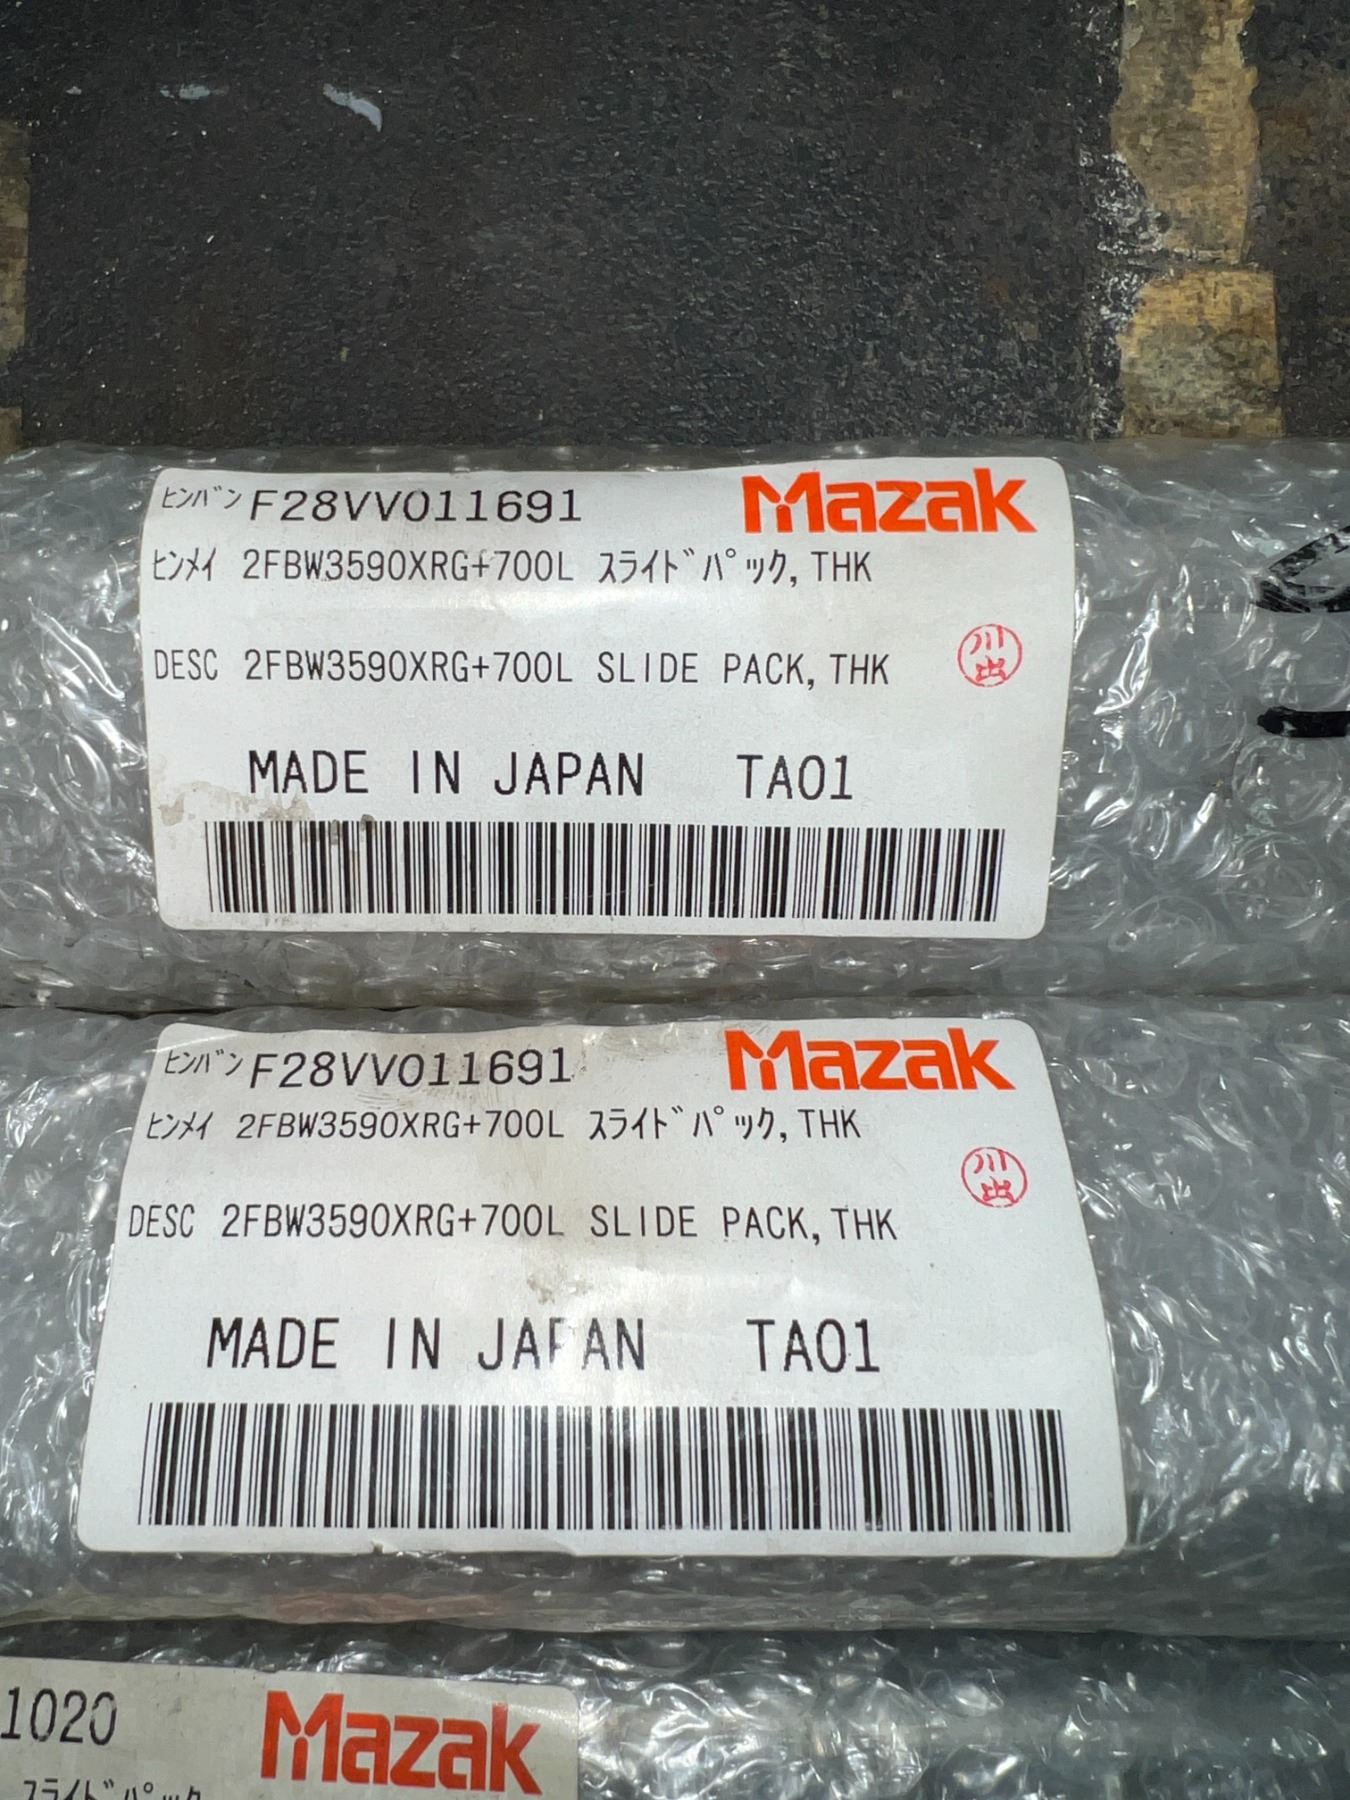 ﾋﾝﾊﾞﾝ F28VV011691 Mazak
ﾋﾝﾒｲ 2FBW3590XRG+700L ｽﾗｲﾄﾞﾊﾟｯｸ,THK
DESC 2FBW3590XRG+700L SLIDE PACK,THK
川出
MADE IN JAPAN TA01
ﾋﾝﾊﾞﾝ F28VV011691 Mazak
ﾋﾝﾒｲ 2FBW3590XRG+700L ｽﾗｲﾄﾞﾊﾟｯｸ,THK
川出
DESC 2FBW3590XRG+700L SLIDE PACK,THK
MADE IN JAPAN TA01
1020 Mazak
ｽﾗｲﾄﾞﾊﾟｯｸ